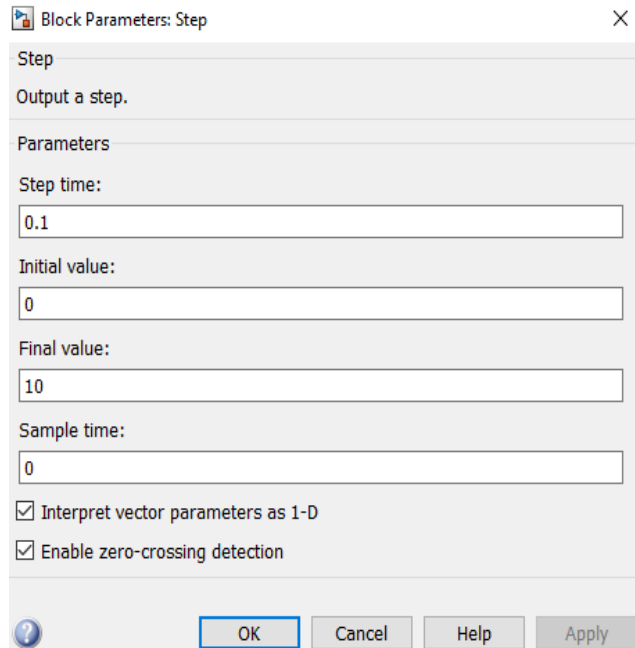 Block Parameters: Step
Step
Output a step.
Parameters
Step time:
0.1
Initial value:
0
Final value:
10
Sample time:
0
Interpret vector parameters as 1-D
Enable zero-crossing detection
? OK Cancel Help Apply